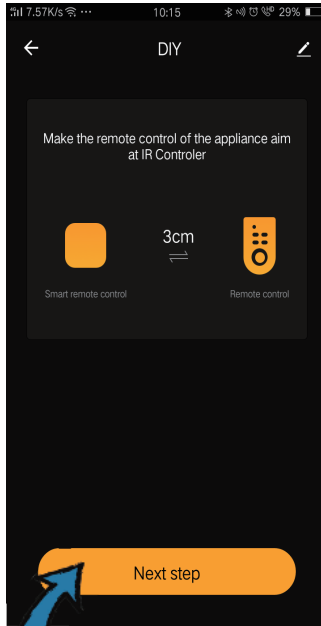 7.57K/s ... 10:15 29%
DIY
Make the remote control of the appliance aim
at IR Controler
3cm
Smart remote control Remote control
Next step